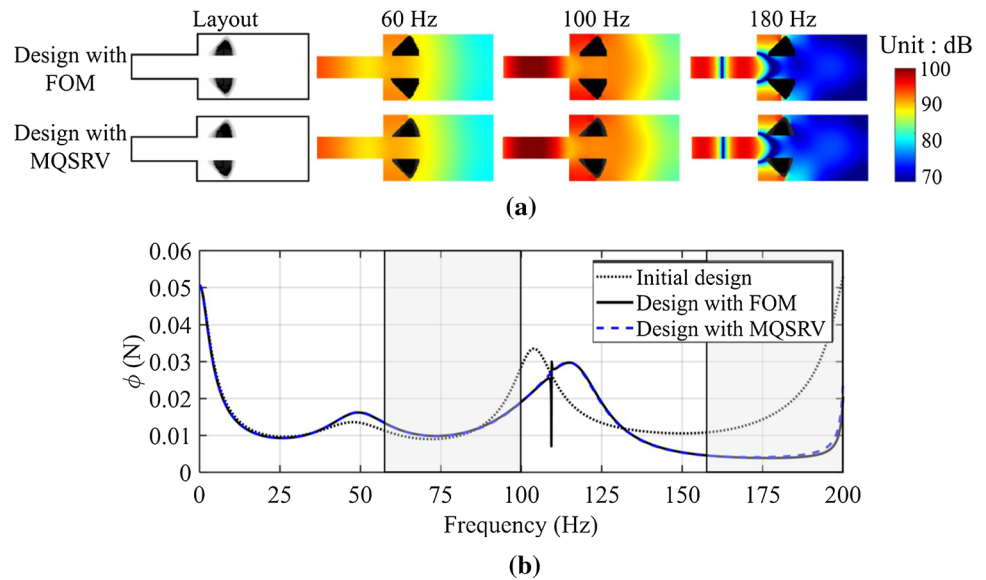 (a)
Layout 60 Hz 100 Hz 180 Hz
Unit : dB
Design with
FOM
Design with
MQSRV
100
90
80
70
(a)
0.06
0.05
0.04
0.03
0.02
0.01
0
ϕ (N)
Initial design
Design with FOM
Design with MQSRV
0 25 50 75 100 125 150 175 200
Frequency (Hz)
(b)